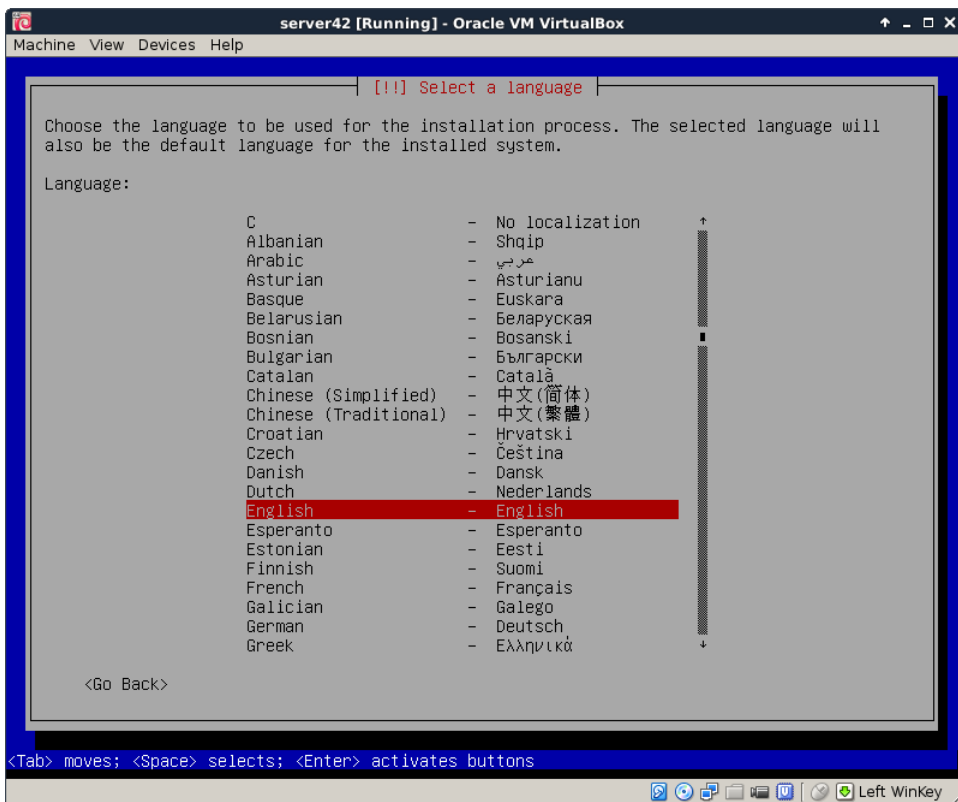 server42 [Running] - Oracle VM VirtualBox
Machine View Devices Help
[!!] Select a language
Choose the language to be used for the installation process. The selected language will
also be the default language for the installed system.
Language:
C - No localization
Albanian - Shqip
Arabic - عربي
Asturian - Asturianu
Basque - Euskara
Belarusian - Беларуская
Bosnian - Bosanski
Bulgarian - Български
Catalan - Català
Chinese (Simplified) - 中文(简体)
Chinese (Traditional) - 中文(繁體)
Croatian - Hrvatski
Czech - Čeština
Danish - Dansk
Dutch - Nederlands
English - English
Esperanto - Esperanto
Estonian - Eesti
Finnish - Suomi
French - Français
Galician - Galego
German - Deutsch
Greek - Ελληνικά
<Go Back>
<Tab> moves; <Space> selects; <Enter> activates buttons
Left WinKey